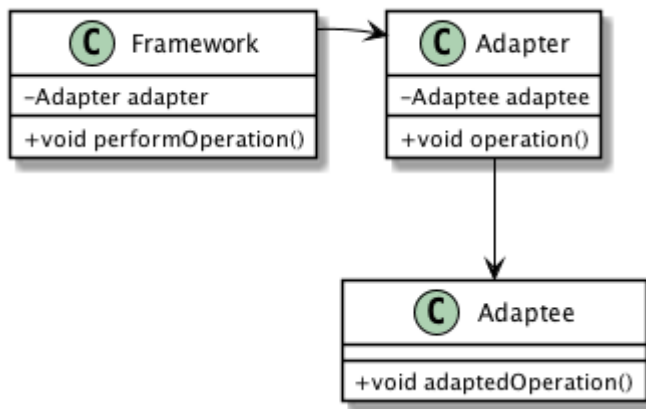 C Framework
-Adapter adapter
+void performOperation()
C Adapter
-Adaptee adaptee
+void operation()
C Adaptee
+void adaptedOperation()